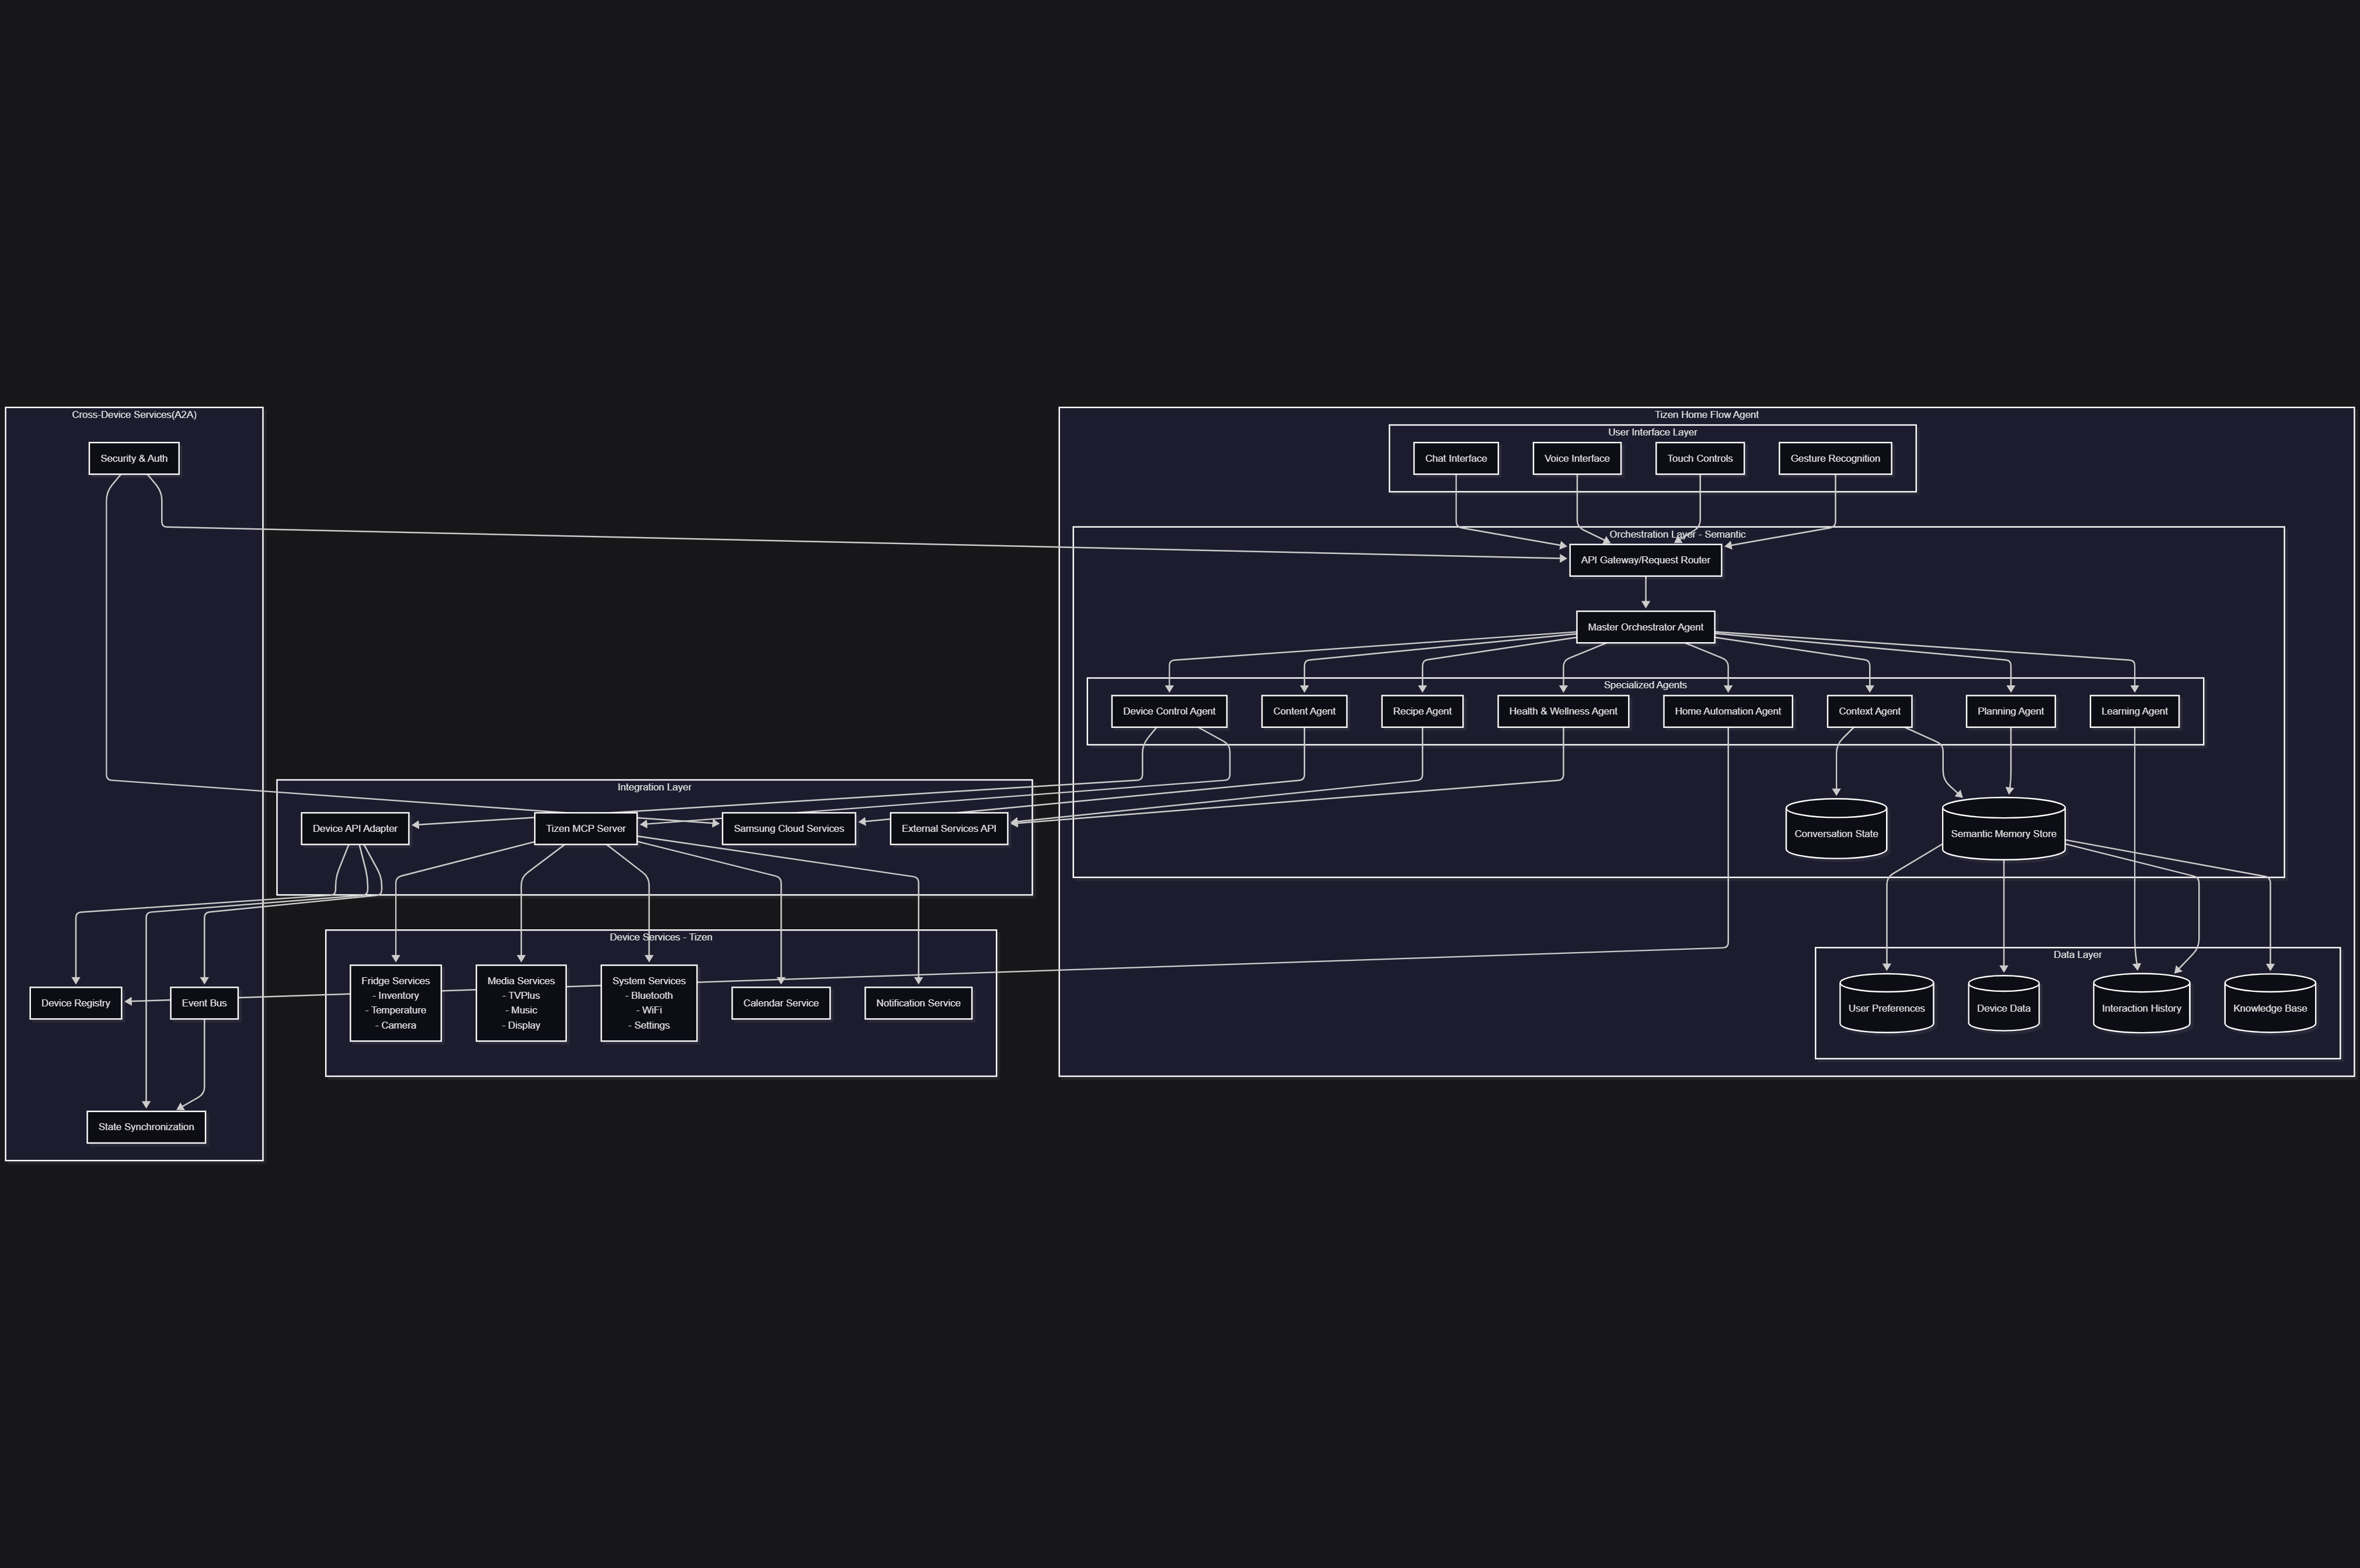 Cross-Device Services(A2A)
Security & Auth
Device Registry
Event Bus
State Synchronization
Integration Layer
Device API Adapter
Tizen MCP Server
Samsung Cloud Services
External Services API
Device Services - Tizen
Fridge Services
- Inventory
- Temperature
- Camera
Media Services
- TVPlus
- Music
- Display
System Services
- Bluetooth
- WiFi
- Settings
Calendar Service
Notification Service
Tizen Home Flow Agent
User Interface Layer
Chat Interface
Voice Interface
Touch Controls
Gesture Recognition
Orchestration Layer - Semantic
API Gateway/Request Router
Master Orchestrator Agent
Specialized Agents
Device Control Agent
Content Agent
Recipe Agent
Health & Wellness Agent
Home Automation Agent
Context Agent
Planning Agent
Learning Agent
Conversation State
Semantic Memory Store
Data Layer
User Preferences
Device Data
Interaction History
Knowledge Base